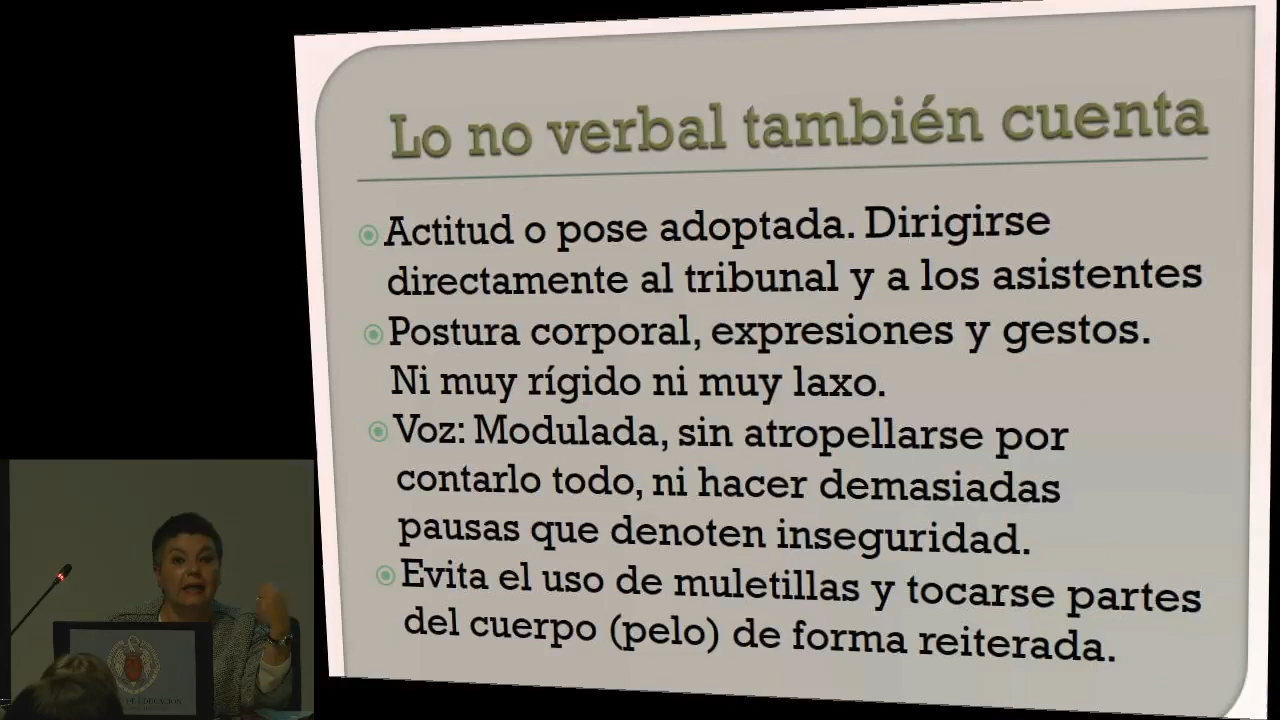 Lo no verbal también cuenta
Actitud o pose adoptada. Dirigirse
directamente al tribunal y a los asistentes
Postura corporal, expresiones y gestos.
Ni muy rígido ni muy laxo.
Voz: Modulada, sin atropellarse por
contarlo todo, ni hacer demasiadas
pausas que denoten inseguridad.
Evita el uso de muletillas y tocarse partes
del cuerpo (pelo) de forma reiterada.
DE EDUCACIÓN